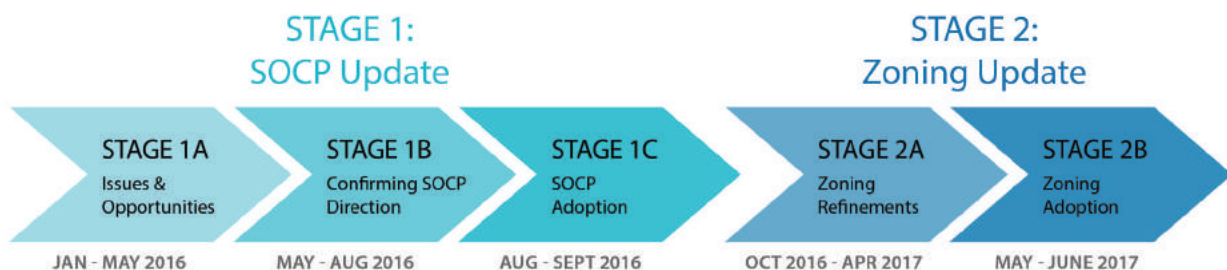 STAGE 1:
SOCP Update
STAGE 2:
Zoning Update
STAGE 1A
Issues &
Opportunities
STAGE 1B
Confirming SOCP
Direction
STAGE 1C
SOCP
Adoption
STAGE 2A
Zoning
Refinements
STAGE 2B
Zoning
Adoption
JAN - MAY 2016
MAY - AUG 2016
AUG - SEPT 2016
OCT 2016 - APR 2017
MAY - JUNE 2017